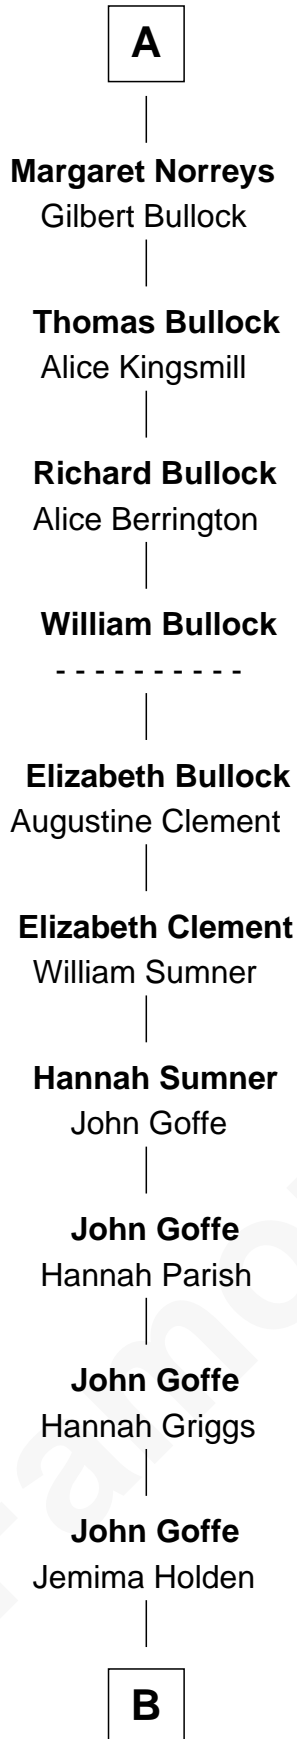 A
Margaret Norreys
Gilbert Bullock
Thomas Bullock
Alice Kingsmill
Richard Bullock
Alice Berrington
William Bullock
- - - - - - - - - -
Elizabeth Bullock
Augustine Clement
Elizabeth Clement
William Sumner
Hannah Sumner
John Goffe
John Goffe
Hannah Parish
John Goffe
Hannah Griggs
John Goffe
Jemima Holden
B